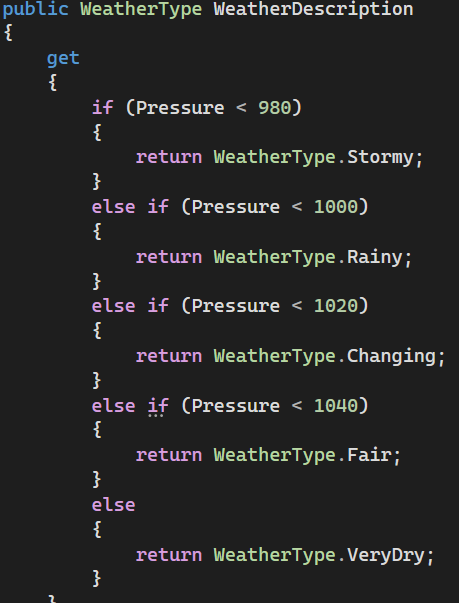 public WeatherType WeatherDescription
{
    get
    {
        if (Pressure < 980)
        {
            return WeatherType.Stormy;
        }
        else if (Pressure < 1000)
        {
            return WeatherType.Rainy;
        }
        else if (Pressure < 1020)
        {
            return WeatherType.Changing;
        }
        else if (Pressure < 1040)
        {
            return WeatherType.Fair;
        }
        else
        {
            return WeatherType.VeryDry;
        }
    }